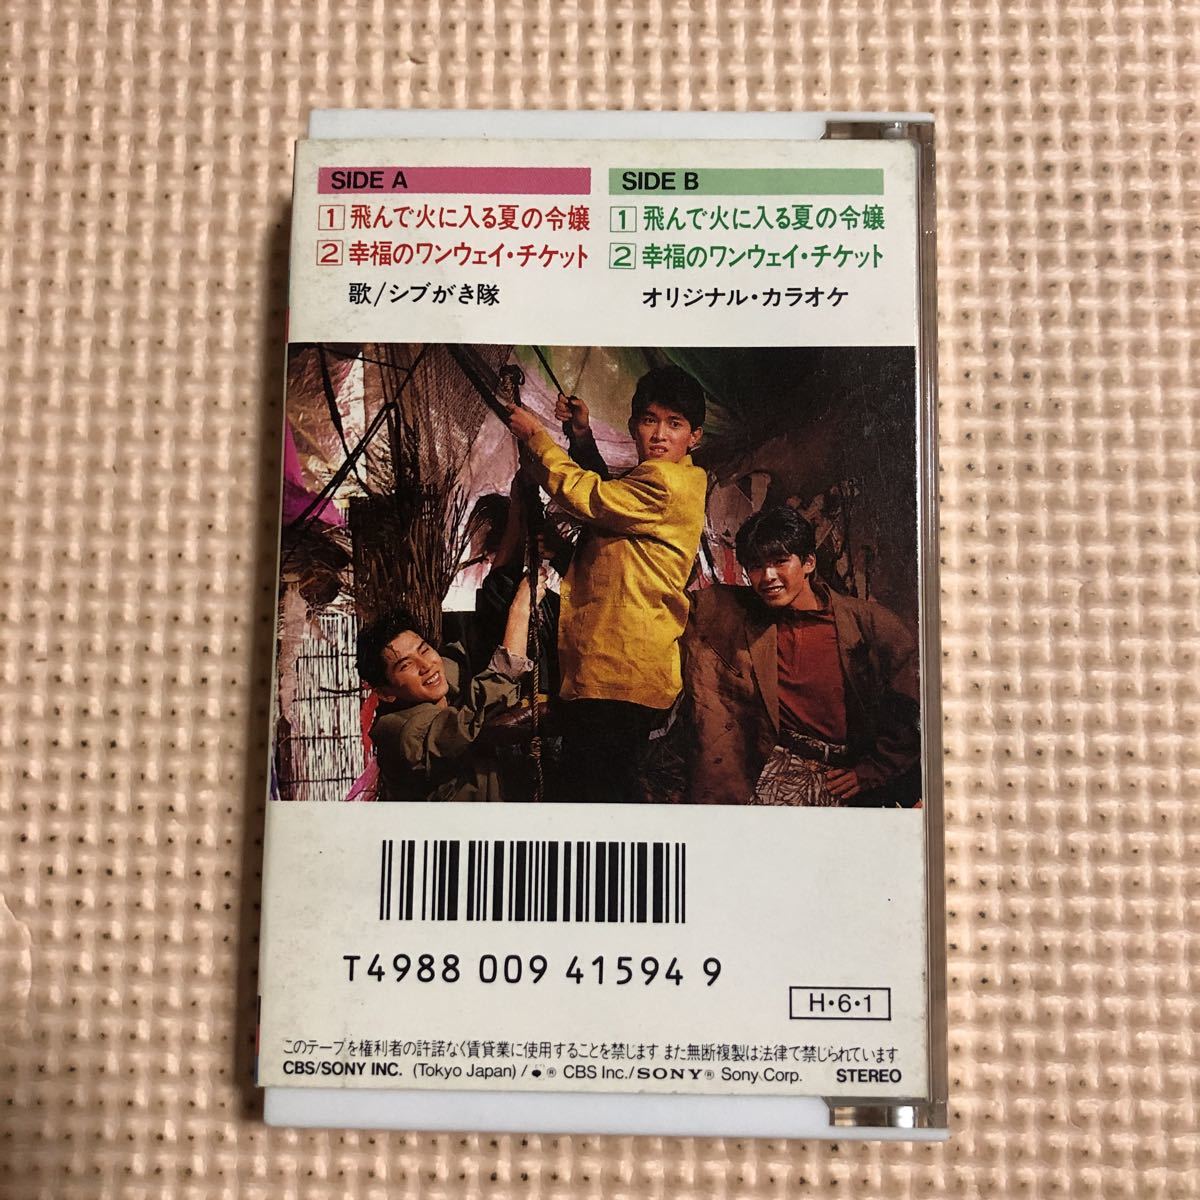 SIDE A
1 飛んで火に入る夏の令嬢
2 幸福のワンウェイ・チケット
歌/シブがき隊
SIDE B
1 飛んで火に入る夏の令嬢
2 幸福のワンウェイ・チケット
オリジナル・カラオケ
T4988 009 41594 9
H・6・1
このテープを権利者の許諾なく賃貸業に使用することを禁じます また無断複製は法律で禁じられています
CBS/SONY INC. (Tokyo Japan) / ® CBS Inc./SONY® Sony Corp. STEREO